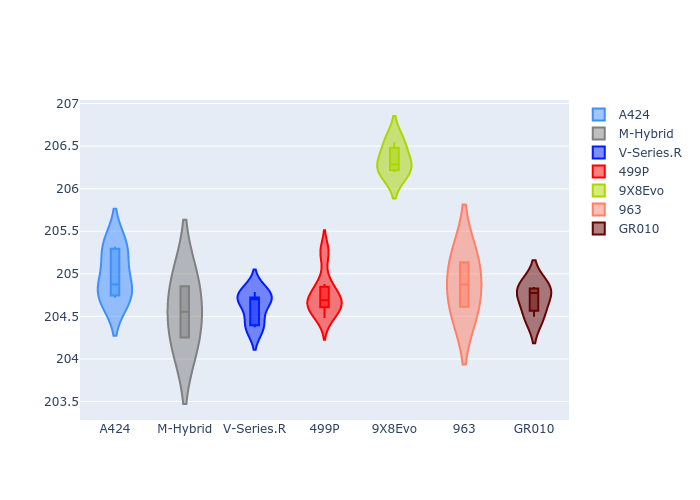 207
206.5
206
205.5
205
204.5
204
203.5
A424
M-Hybrid
V-Series.R
499P
9X8Evo
963
GR010
A424
M-Hybrid
V-Series.R
499P
9X8Evo
963
GR010